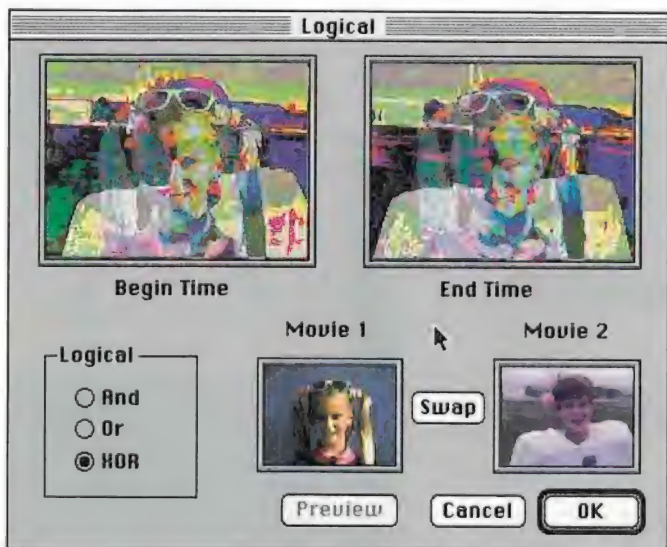 Logical
Begin Time
End Time
Movie 1
Movie 2
Logical
And
Or
XOR
Swap
Preview
Cancel
OK